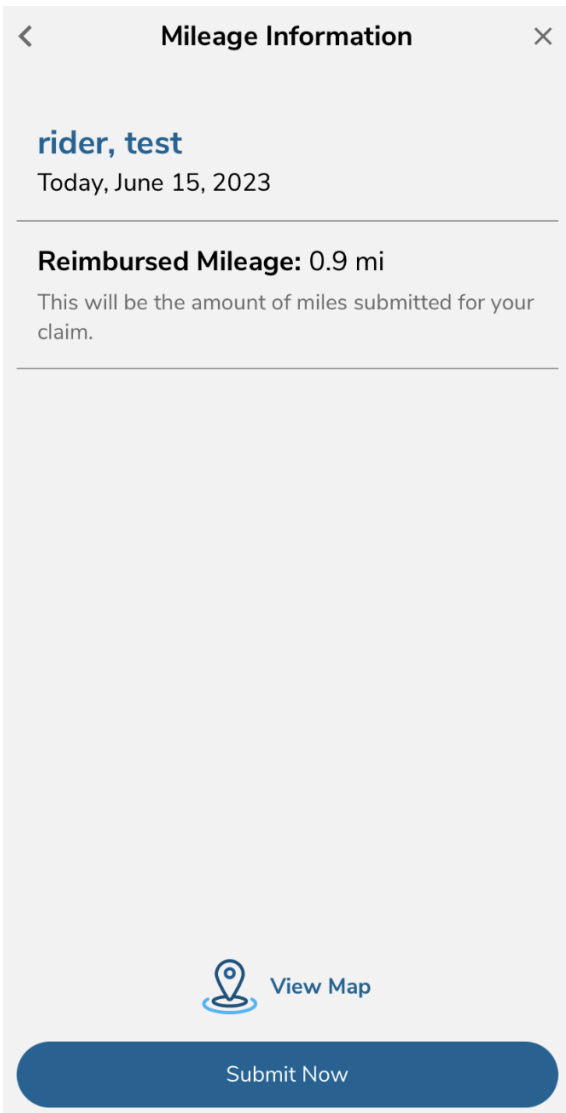 Mileage Information
rider, test
Today, June 15, 2023
Reimbursed Mileage: 0.9 mi
This will be the amount of miles submitted for your
claim.
View Map
Submit Now